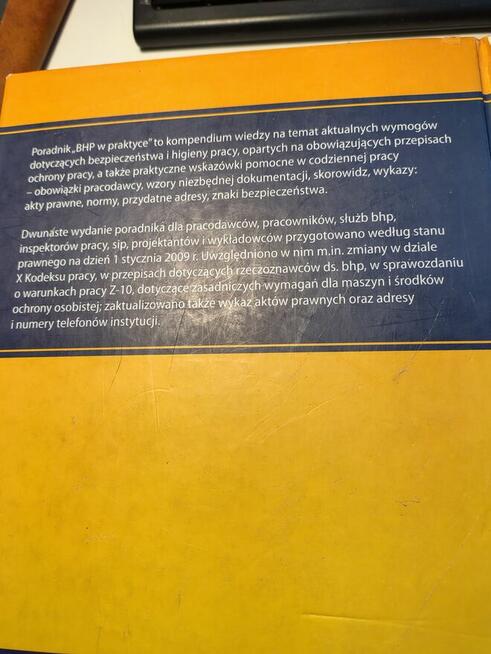 Poradnik „BHP w praktyce" to kompendium wiedzy na temat aktualnych wymogów
dotyczących bezpieczeństwa i higieny pracy, opartych na obowiązujących przepisach
ochrony pracy, a także praktyczne wskazówki pomocne w codziennej pracy
– obowiązki pracodawcy, wzory niezbędnej dokumentacji, skorowidz, wykazy:
akty prawne, normy, przydatne adresy, znaki bezpieczeństwa.
Dwunaste wydanie poradnika dla pracodawców, pracowników, służb bhp,
inspektorów pracy, sip, projektantów i wykładowców przygotowano według stanu
prawnego na dzień 1 stycznia 2009 r. Uwzględniono w nim m.in. zmiany w dziale
X Kodeksu pracy, w przepisach dotyczących rzeczoznawców ds. bhp, w sprawozdaniu
o warunkach pracy Z-10, dotyczące zasadniczych wymagań dla maszyn i środków
ochrony osobistej; zaktualizowano także wykaz aktów prawnych oraz adresy
i numery telefonów instytucji.